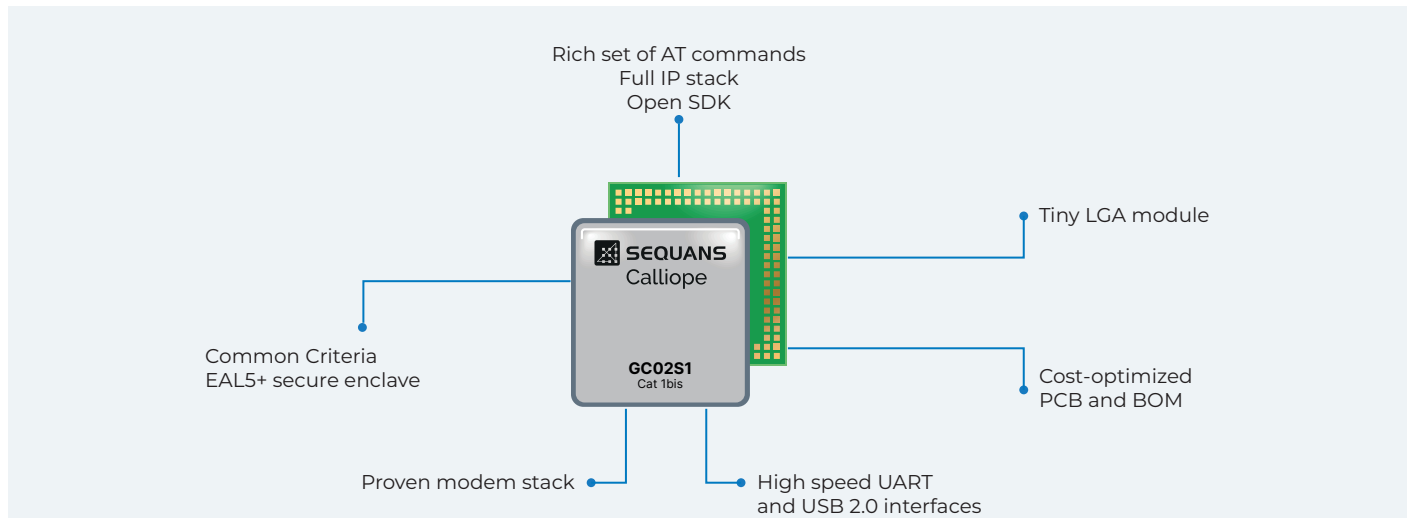 Rich set of AT commands
Full IP stack
Open SDK
SEQUANS
Calliope
GC02S1
Cat 1bis
Tiny LGA module
Common Criteria
EAL5+ secure enclave
Cost-optimized
PCB and BOM
Proven modem stack
High speed UART
and USB 2.0 interfaces